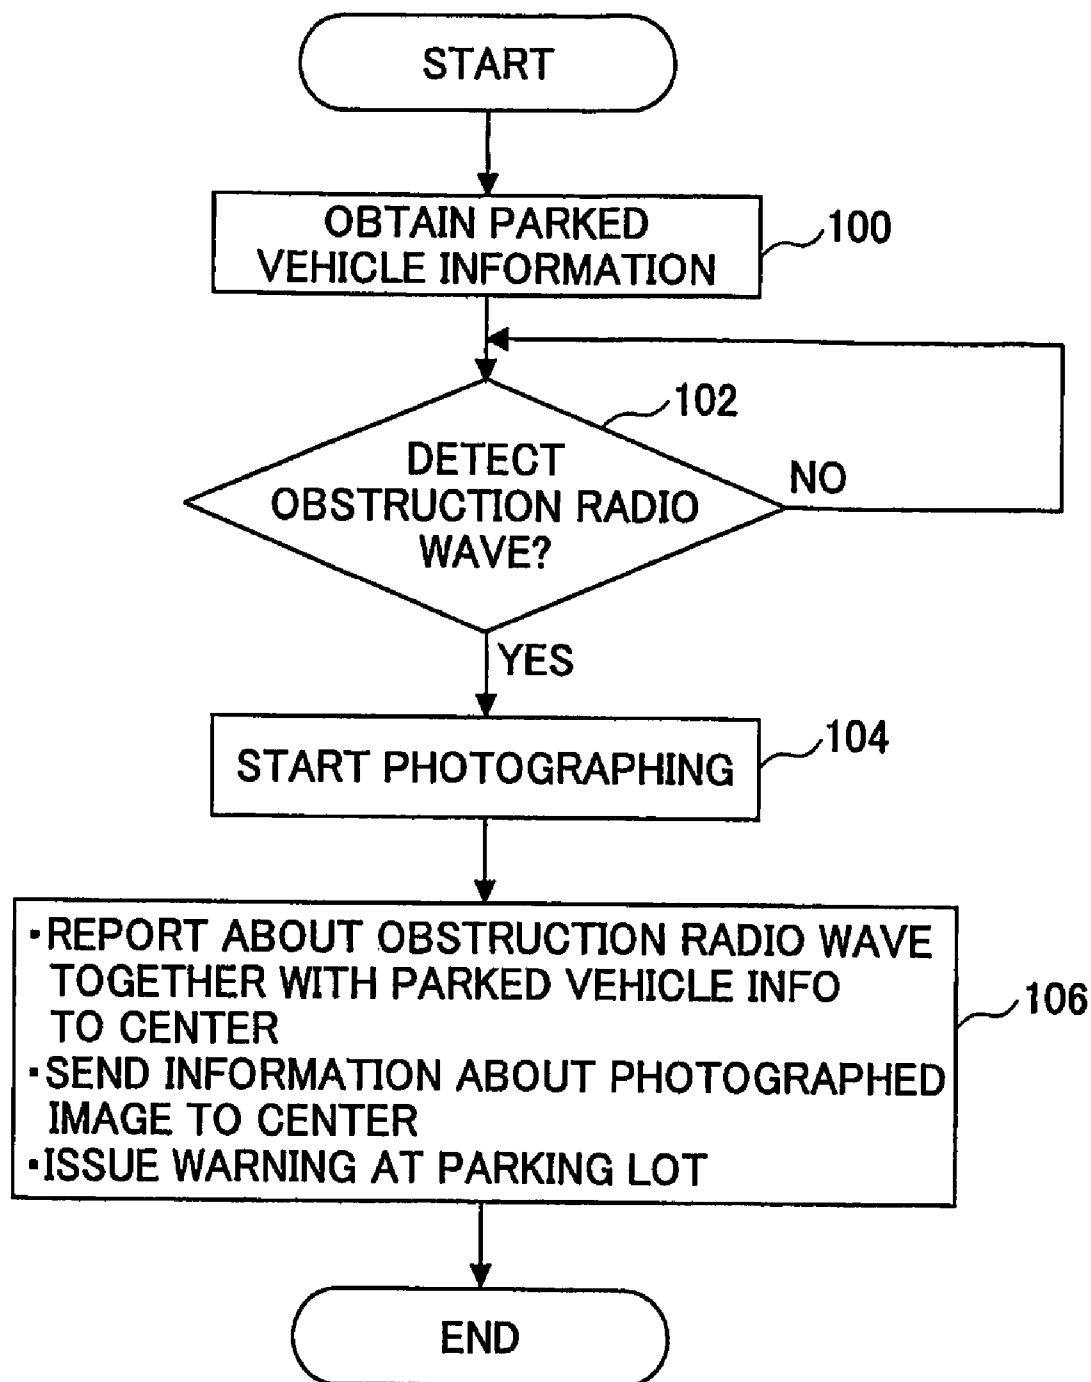 START
OBTAIN PARKED
VEHICLE INFORMATION
100
102
DETECT
OBSTRUCTION RADIO
WAVE?
NO
YES
START PHOTOGRAPHING
104
・REPORT ABOUT OBSTRUCTION RADIO WAVE
TOGETHER WITH PARKED VEHICLE INFO
TO CENTER
・SEND INFORMATION ABOUT PHOTOGRAPHED
IMAGE TO CENTER
・ISSUE WARNING AT PARKING LOT
106
END